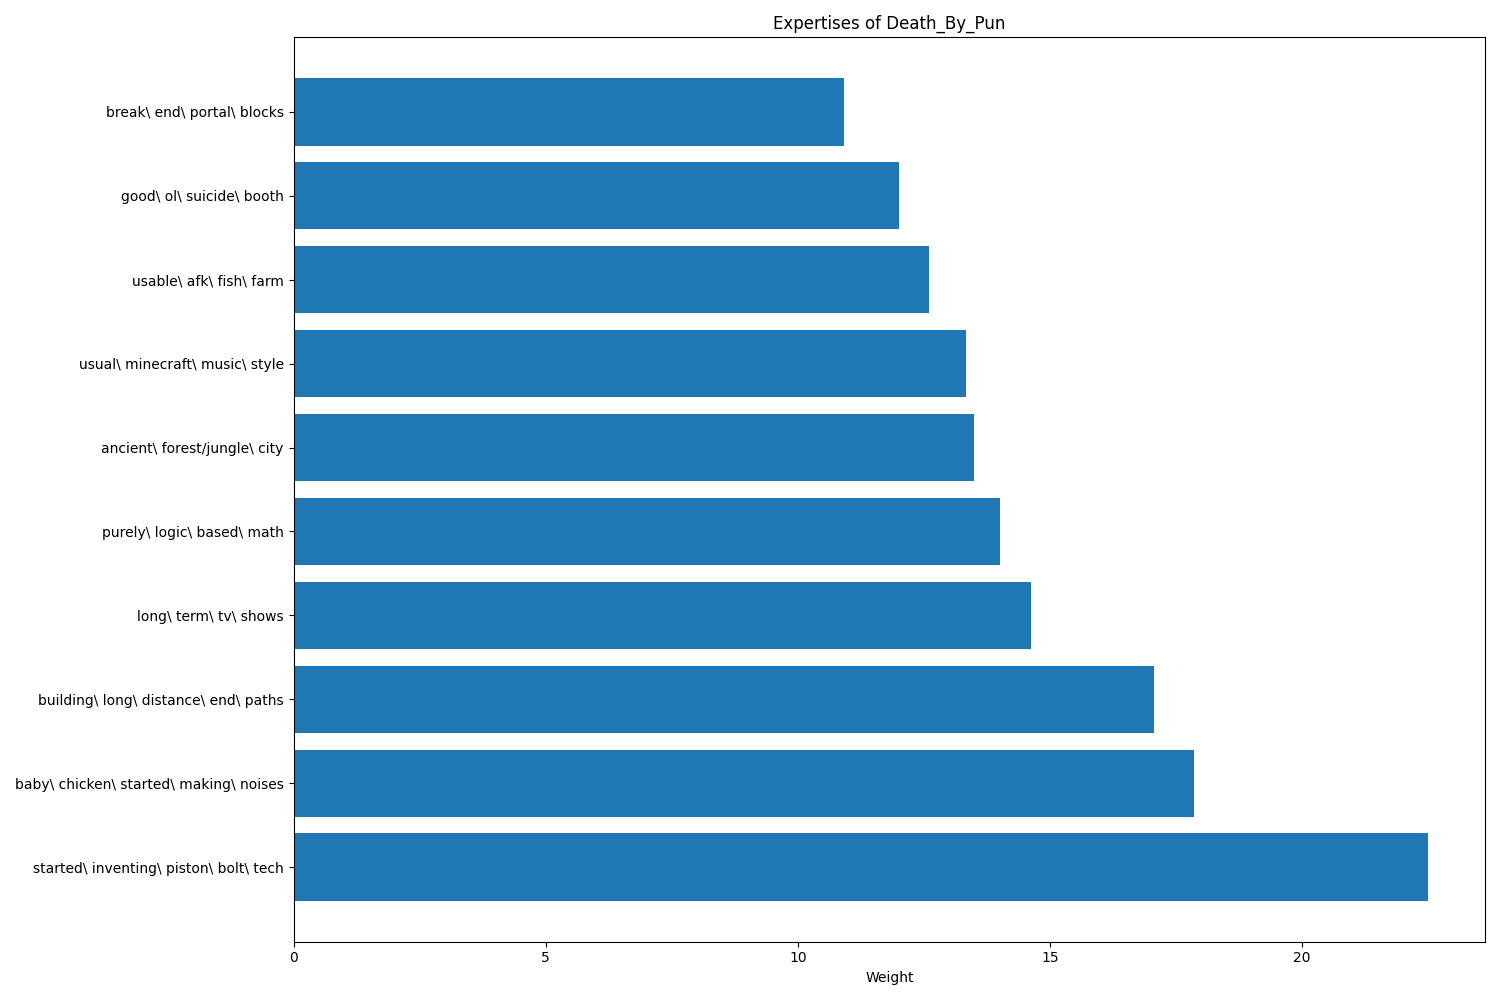 Expertises of Death_By_Pun
break\ end\ portal\ blocks
good\ ol\ suicide\ booth
usable\ afk\ fish\ farm
usual\ minecraft\ music\ style
ancient\ forest/jungle\ city
purely\ logic\ based\ math
long\ term\ tv\ shows
building\ long\ distance\ end\ paths
baby\ chicken\ started\ making\ noises
started\ inventing\ piston\ bolt\ tech
0 5 10 15 20
Weight